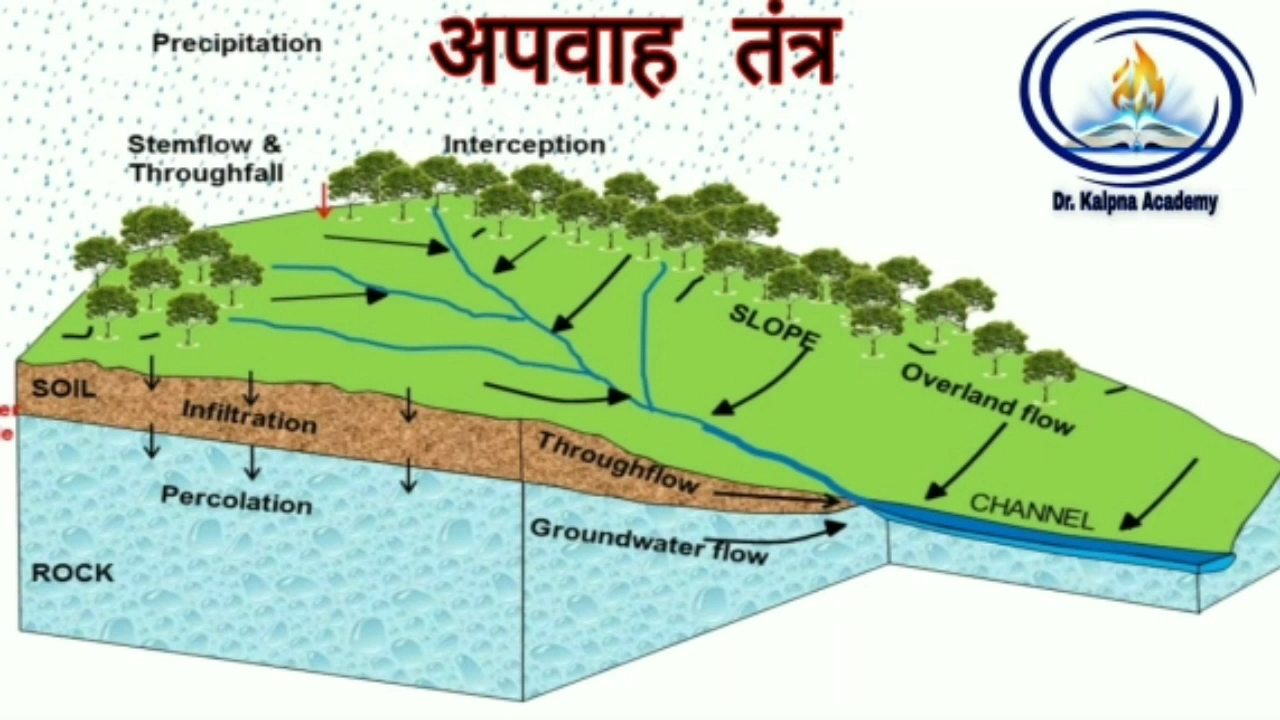 अपवाह तंत्र
Precipitation
Stemflow &
Throughfall
Interception
Dr. Kalpna Academy
SLOPE
Overland flow
SOIL
Infiltration
Throughflow
Percolation
CHANNEL
Groundwater flow
ROCK